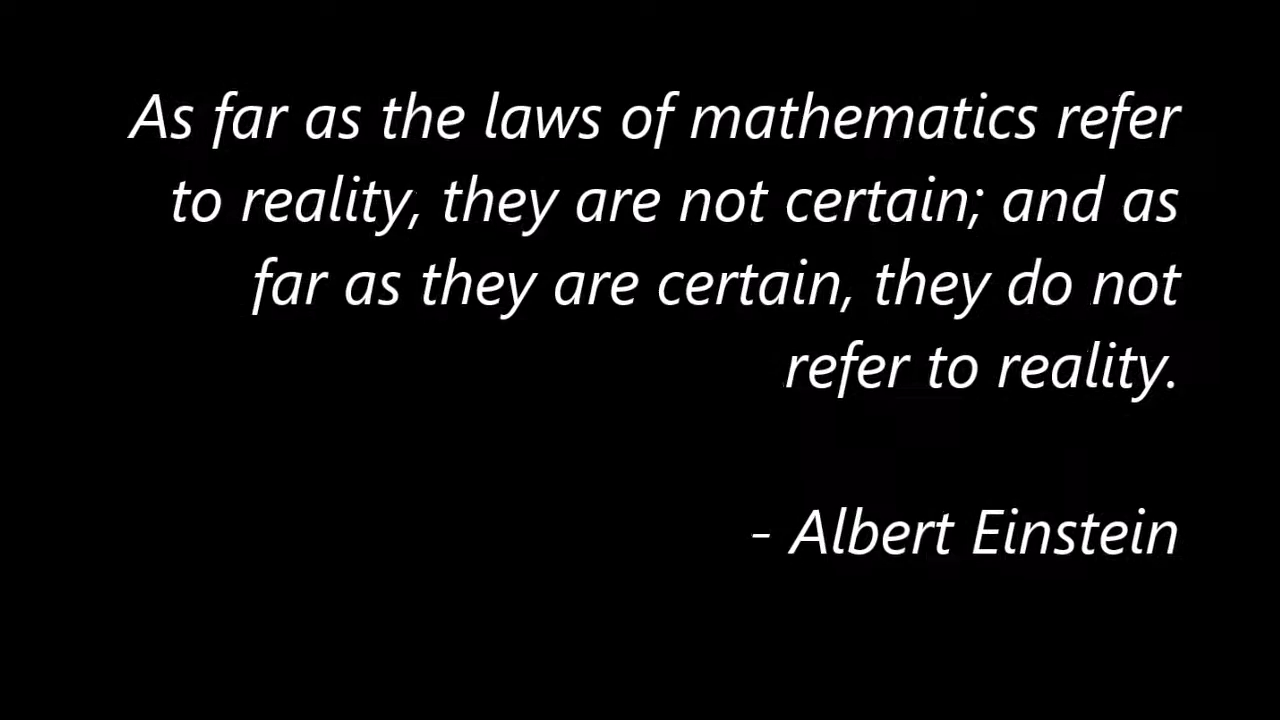 As far as the laws of mathematics refer
to reality, they are not certain; and as
far as they are certain, they do not
refer to reality.
- Albert Einstein